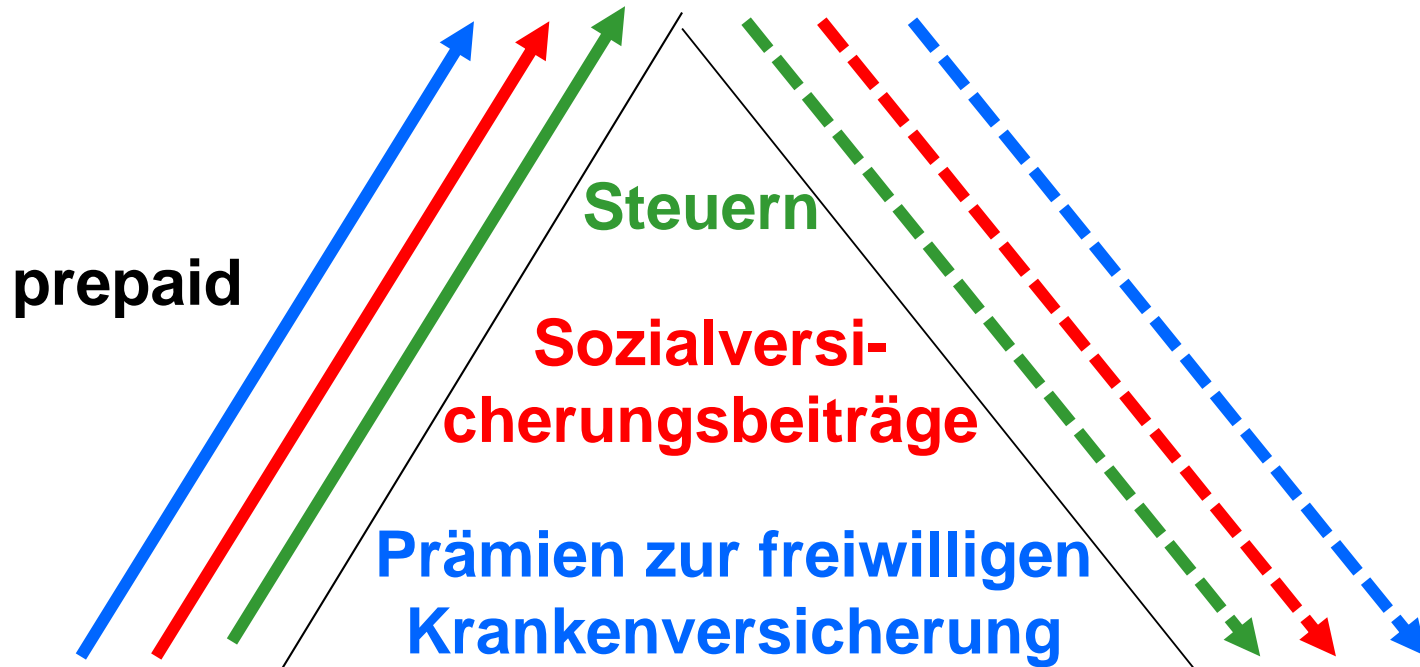 Steuern
prepaid
Sozialversi-
cherungsbeiträge
Prämien zur freiwilligen
Krankenversicherung